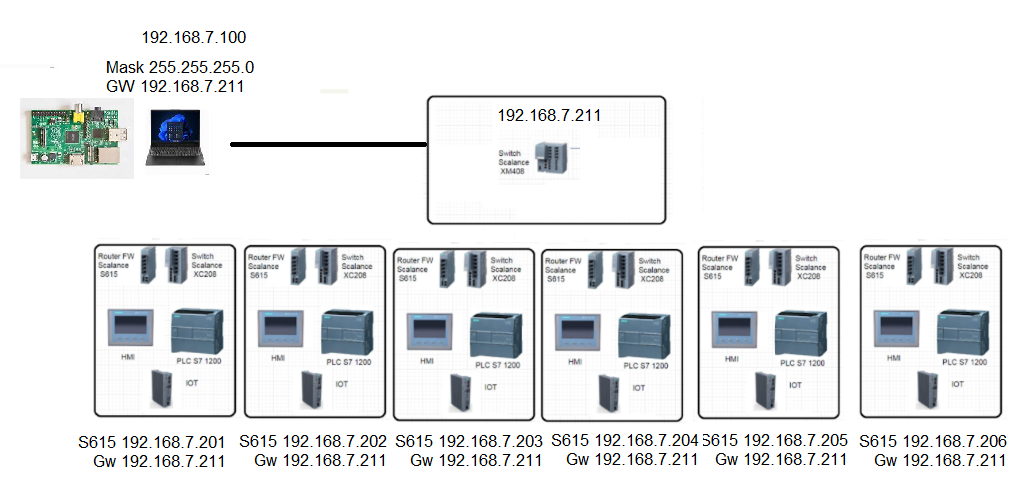 192.168.7.100
Mask 255.255.255.0
GW 192.168.7.211
192.168.7.211
Switch
Scalance
XM408
Router FW
Scalance
S615
Switch
Scalance
XC208
HMI
PLC S7 1200
IOT
Router FW
Scalance
S615
Switch
Scalance
XC208
HMI
PLC S7 1200
IOT
Router FW
Scalance
S615
Switch
Scalance
XC208
HMI
PLC S7 1200
IOT
Router FW
Scalance
S615
Switch
Scalance
XC208
HMI
PLC S7 1200
IOT
Router FW
Scalance
S615
Switch
Scalance
XC208
HMI
PLC S7 1200
IOT
Router FW
Scalance
S615
Switch
Scalance
XC208
HMI
PLC S7 1200
IOT
S615 192.168.7.201
Gw 192.168.7.211
S615 192.168.7.202
Gw 192.168.7.211
S615 192.168.7.203
Gw 192.168.7.211
S615 192.168.7.204
Gw 192.168.7.211
S615 192.168.7.205
Gw 192.168.7.211
S615 192.168.7.206
Gw 192.168.7.211